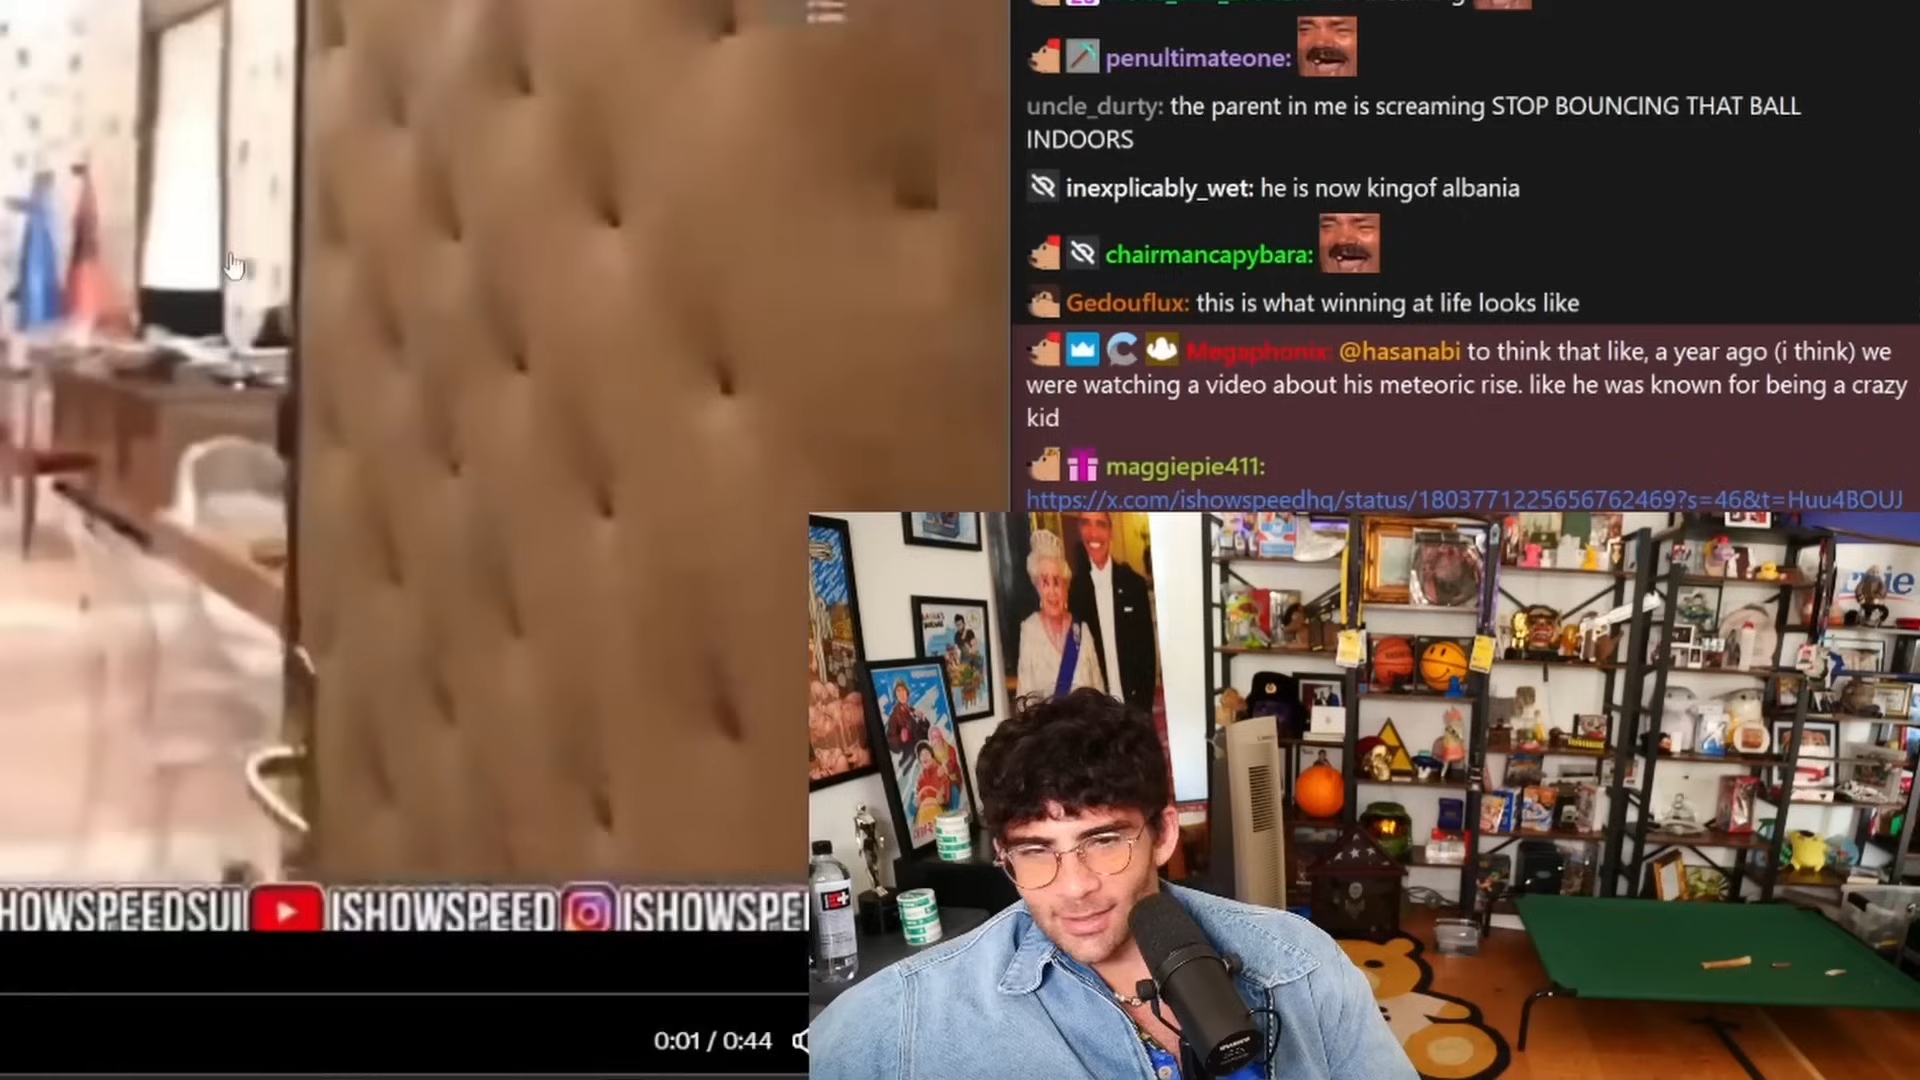 penultimateone:
uncle_durty: the parent in me is screaming STOP BOUNCING THAT BALL
INDOORS
inexplicably_wet: he is now kingof albania
chairmancapybara:
Gedouflux: this is what winning at life looks like
Megaphonix: @hasanabi to think that like, a year ago (i think) we
were watching a video about his meteoric rise. like he was known for being a crazy
kid
maggiepie411:
https://x.com/ishowspeedhq/status/1803771225656762469?s=46&t=Huu4BOUJ
HOWSPEEDSUI ISHOWSPEED ISHOWSPE
0:01 / 0:44